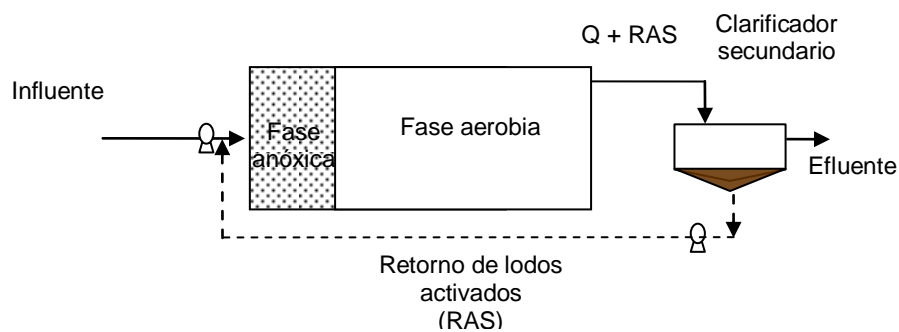 Q + RAS
Clarificador
secundario
Influente
Fase
anóxica
Fase aerobia
Efluente
Retorno de lodos
activados
(RAS)